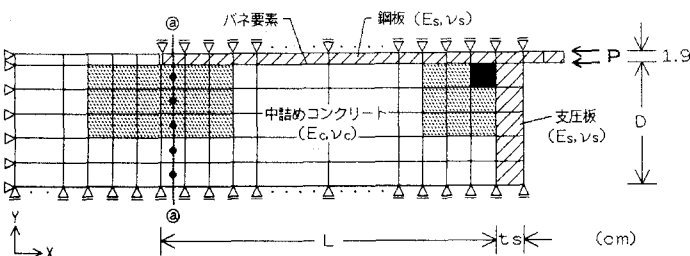 ⓐ
バネ要素
鋼板 (Es, νs)
P
1.9
中詰めコンクリート
(Ec, νc)
D
支圧板
(Es, νs)
ⓐ
Y
X
L
ts
(cm)